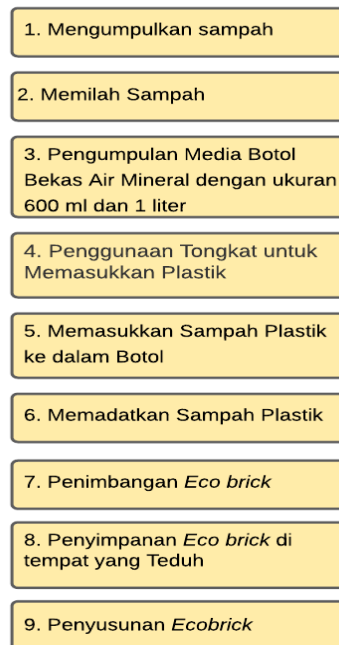 1. Mengumpulkan sampah
2. Memilah Sampah
3. Pengumpulan Media Botol
Bekas Air Mineral dengan ukuran
600 ml dan 1 liter
4. Penggunaan Tongkat untuk
Memasukkan Plastik
5. Memasukkan Sampah Plastik
ke dalam Botol
6. Memadatkan Sampah Plastik
7. Penimbangan Eco brick
8. Penyimpanan Eco brick di
tempat yang Teduh
9. Penyusunan Ecobrick